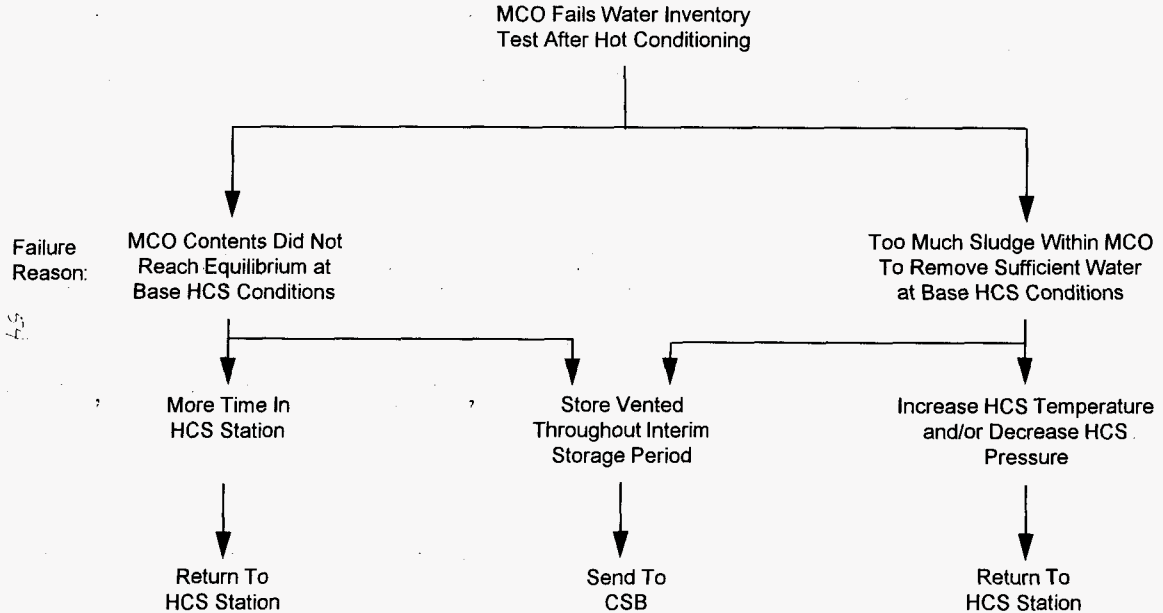 MCO Fails Water Inventory
Test After Hot Conditioning
Failure
Reason:
MCO Contents Did Not
Reach Equilibrium at
Base HCS Conditions
Too Much Sludge Within MCO
To Remove Sufficient Water
at Base HCS Conditions
More Time In
HCS Station
Store Vented
Throughout Interim
Storage Period
Increase HCS Temperature
and/or Decrease HCS
Pressure
Return To
HCS Station
Send To
CSB
Return To
HCS Station